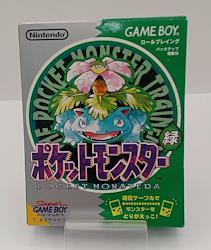 Nintendo
GAME BOY
ロールプレイング
バックアップ
POCKET MONSTER TRAIN
緑
ポケットモンスター
POCKET MONSTERS
Super
GAME BOY
通信ケーブルで
モンスターを
とりかえっこ!